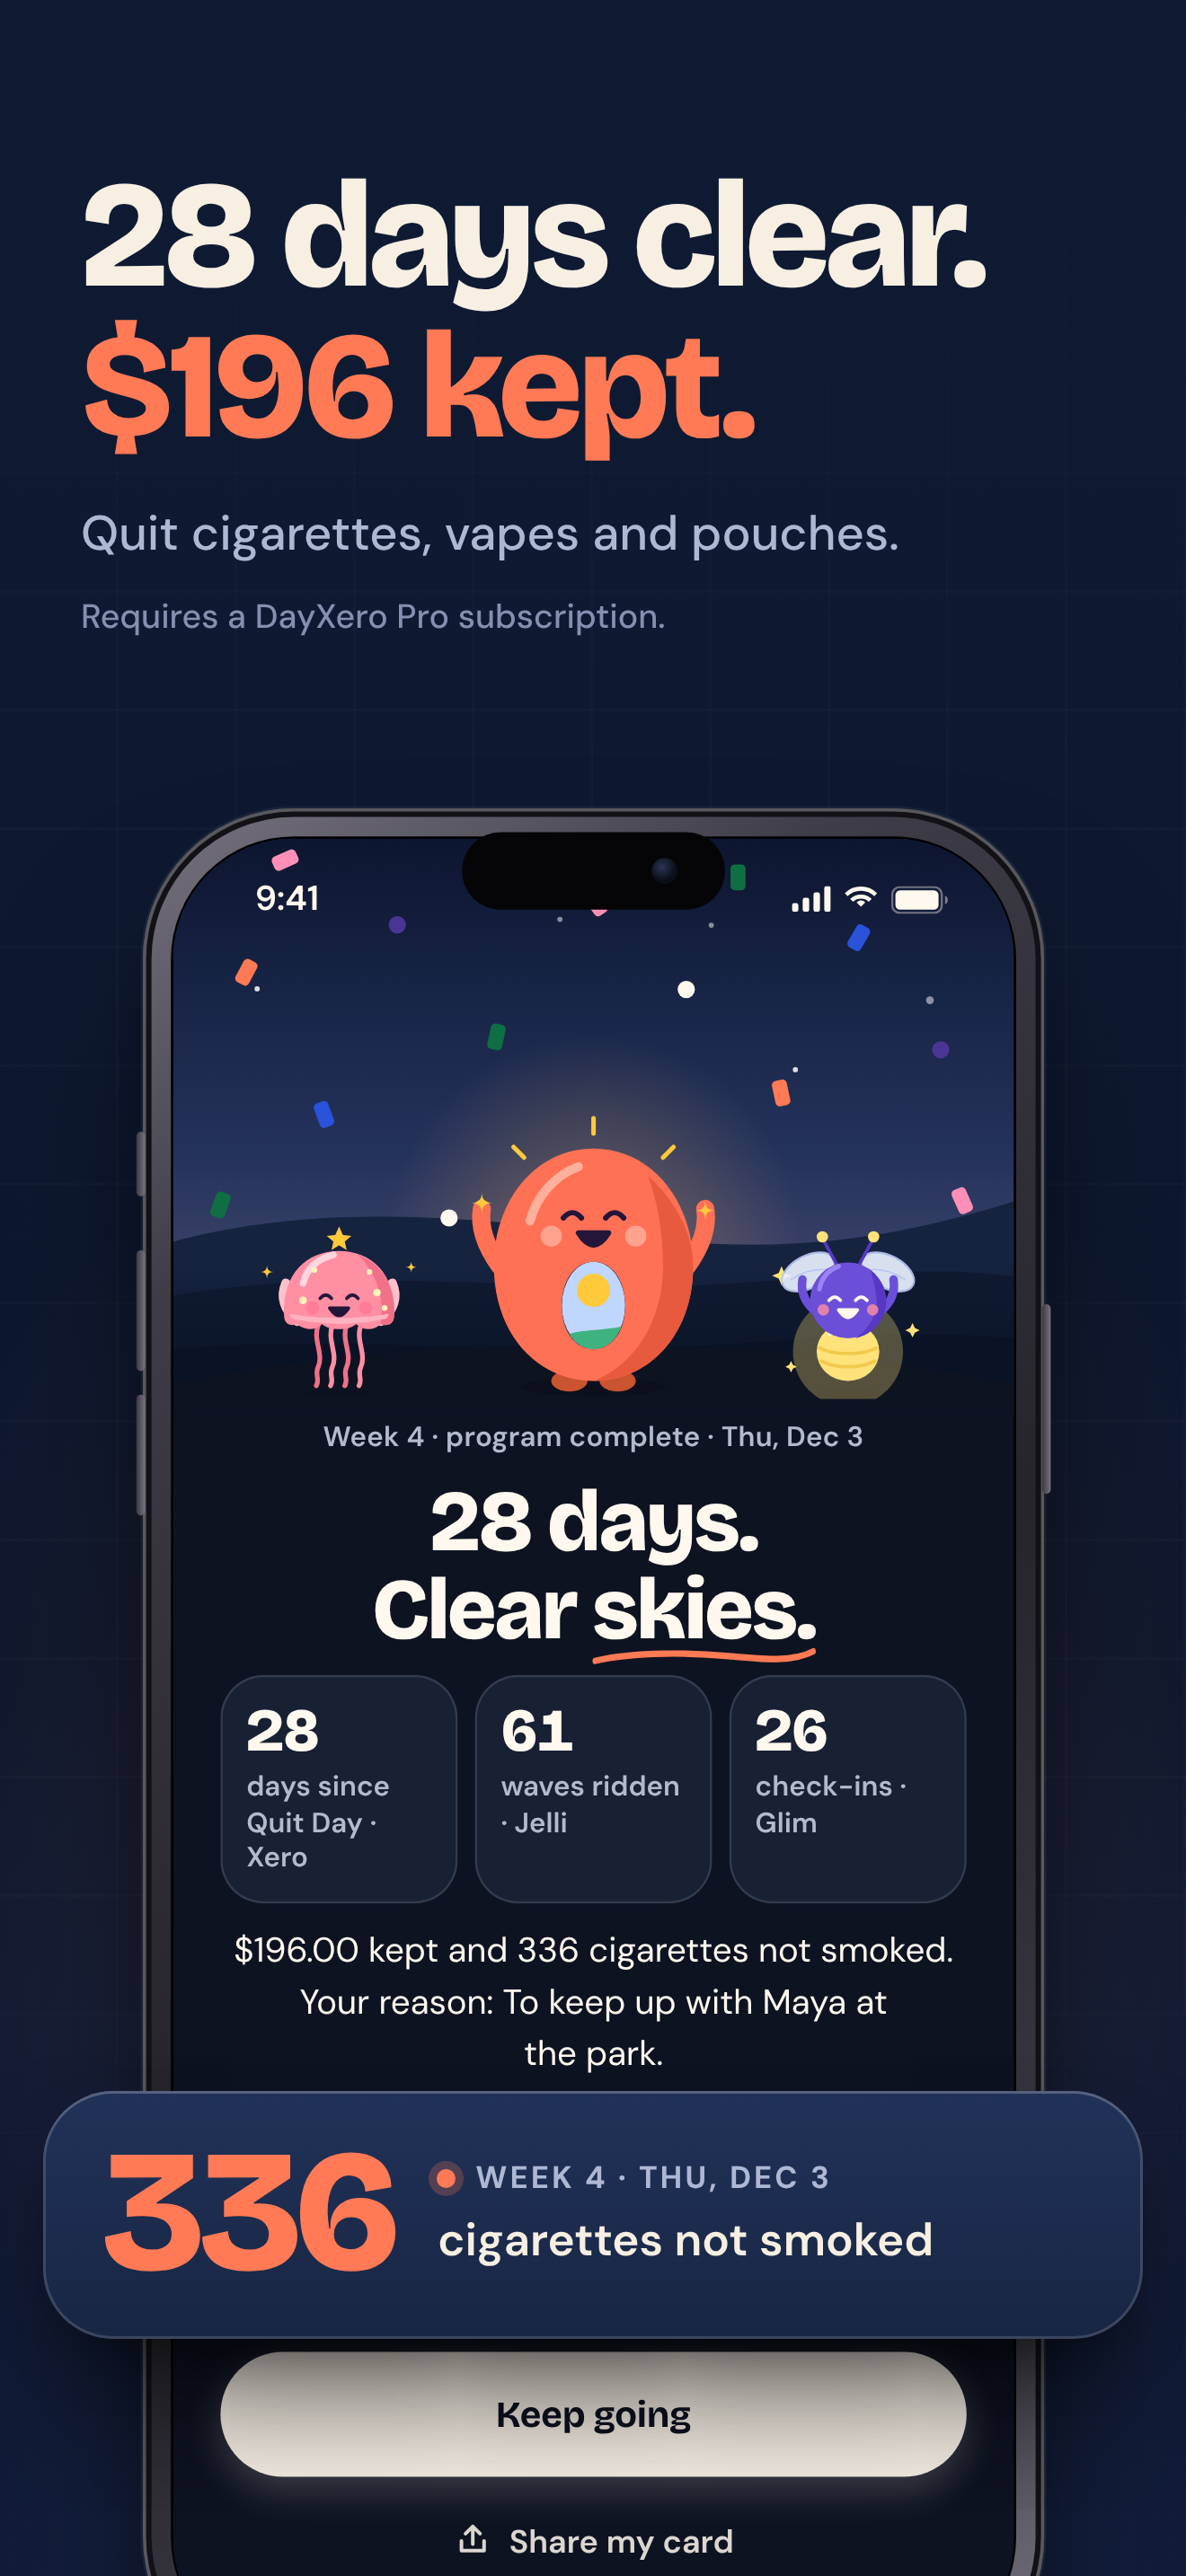 28 days clear.
$196 kept.
Quit cigarettes, vapes and pouches.
Requires a DayXero Pro subscription.
9:41
Week 4 · program complete · Thu, Dec 3
28 days.
Clear skies.
28
days since
Quit Day ·
Xero
61
waves ridden
· Jelli
26
check-ins ·
Glim
$196.00 kept and 336 cigarettes not smoked.
Your reason: To keep up with Maya at
the park.
336
WEEK 4 · THU, DEC 3
cigarettes not smoked
Keep going
Share my card